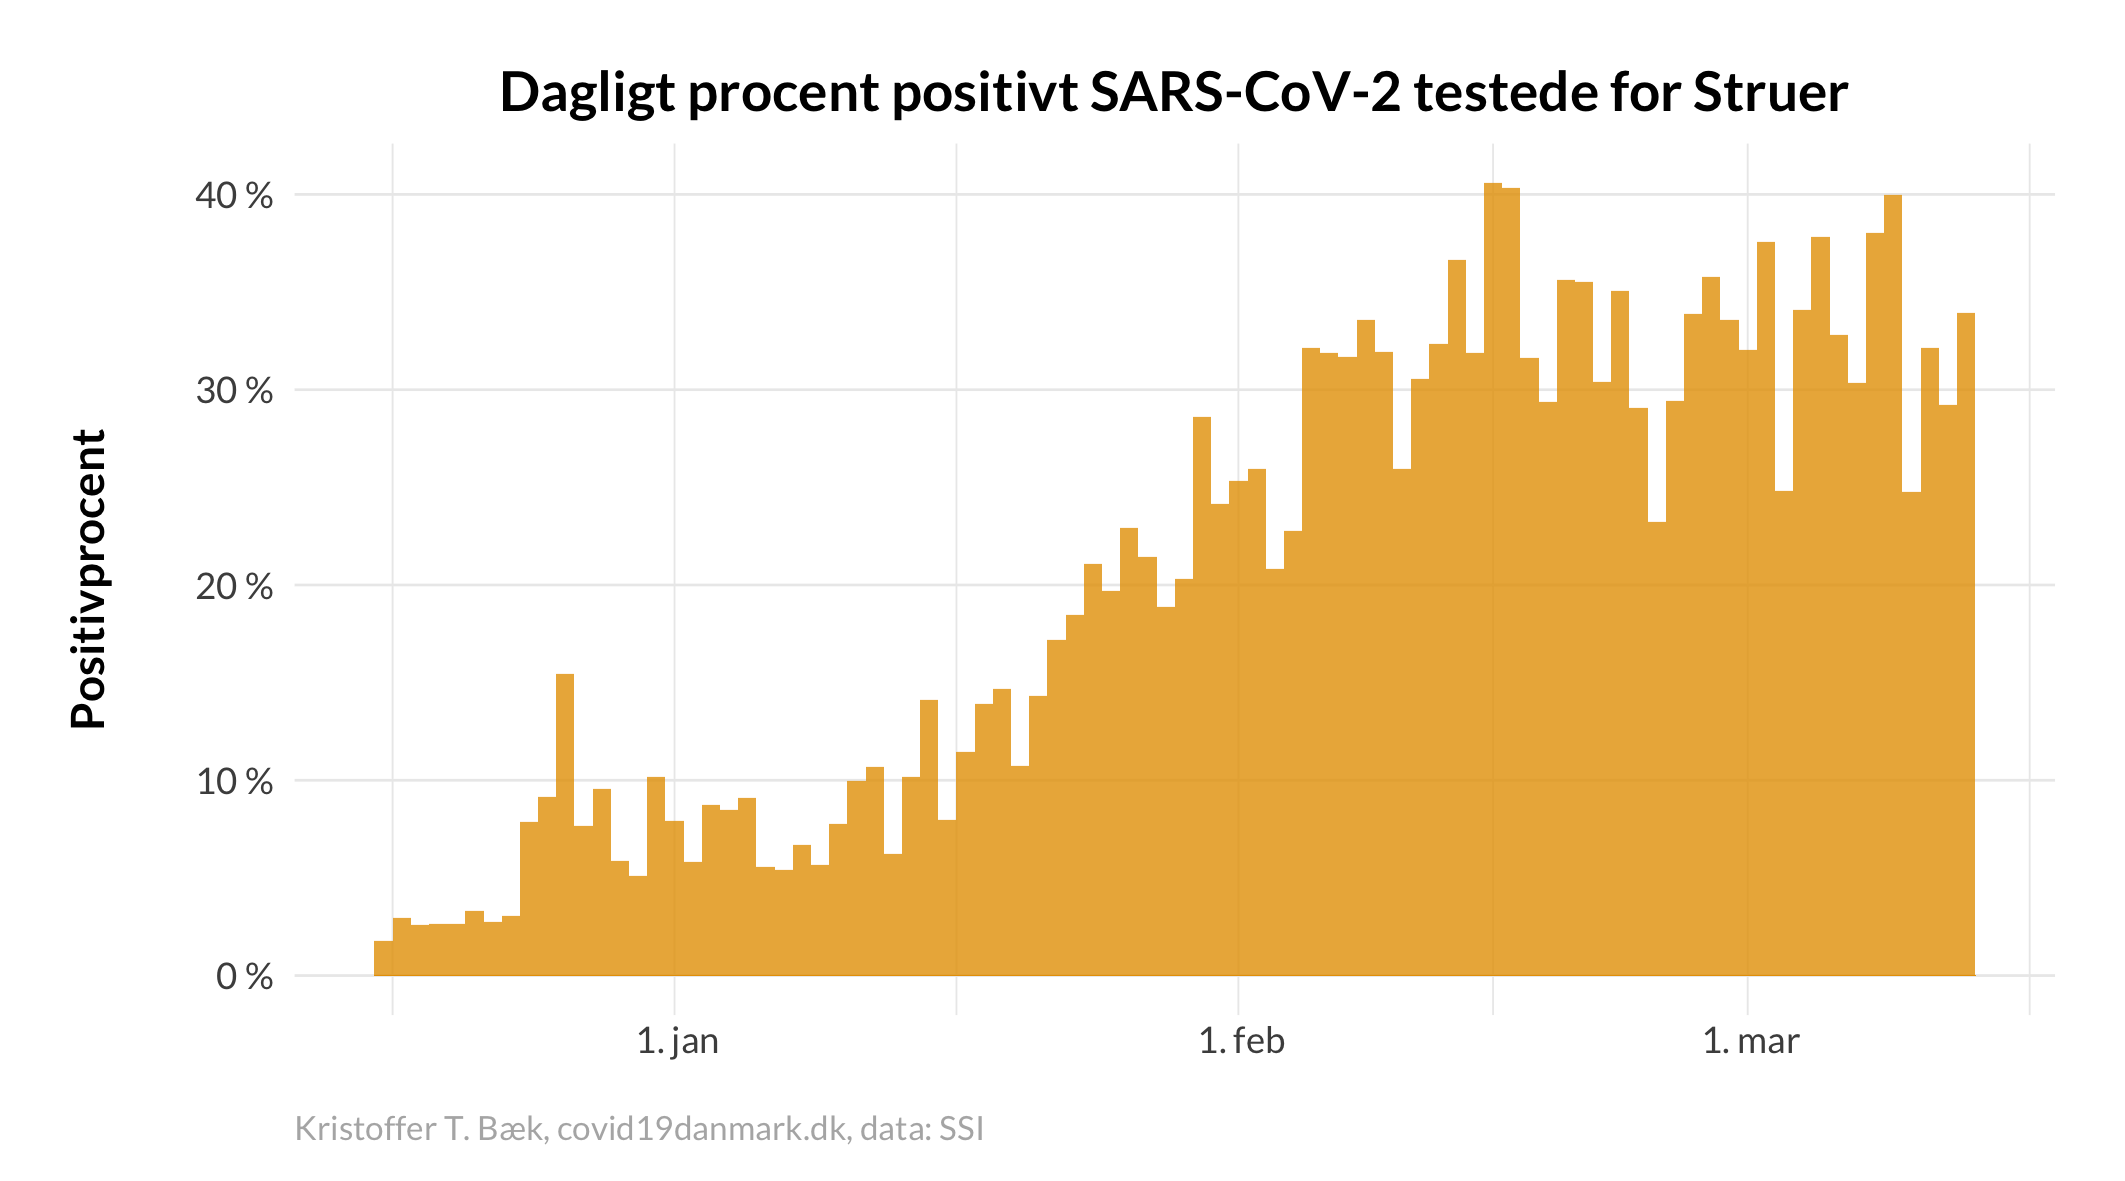 Dagligt procent positivt SARS-CoV-2 testede for Struer
Positivprocent
40 %
30 %
20 %
10 %
0 %
1. jan
1. feb
1. mar
Kristoffer T. Bæk, covid19danmark.dk, data: SSI